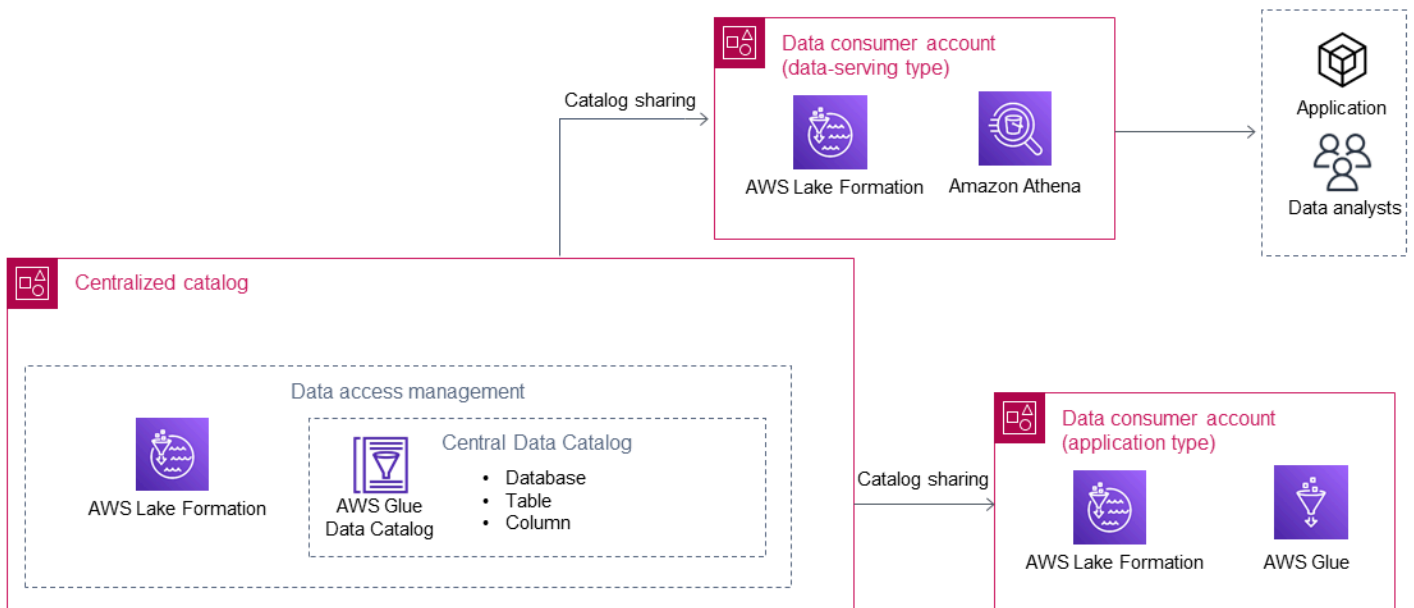 Data consumer account
(data-serving type)
Catalog sharing
AWS Lake Formation
Amazon Athena
Application
Data analysts
Centralized catalog
Data access management
AWS Lake Formation
Central Data Catalog
• Database
• Table
• Column
AWS Glue
Data Catalog
Catalog sharing
Data consumer account
(application type)
AWS Lake Formation
AWS Glue